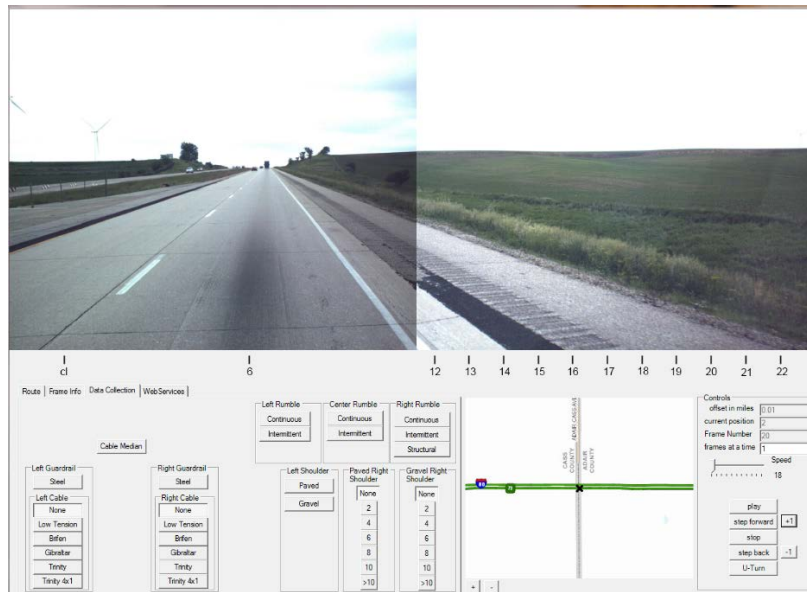 cl 6 12 13 14 15 16 17 18 19 20 21 22
Route Frame Info Data Collection WebServices
Cable Median
Left Rumble
Continuous
Intermittent
Center Rumble
Continuous
Intermittent
Right Rumble
Continuous
Intermittent
Structural
Left Guardrail
Steel
Left Cable
None
Low Tension
Brifen
Gibraltar
Trinity
Trinity 4x1
Right Guardrail
Steel
Right Cable
None
Low Tension
Brifen
Gibraltar
Trinity
Trinity 4x1
Left Shoulder
Paved
Gravel
Paved Right
Shoulder
None
2
4
6
8
10
>10
Gravel Right
Shoulder
None
2
4
6
8
10
>10
ADAIR CASS AVE
CASS
COUNTY
ADAIR
COUNTY
80
+ -
Controls
offset in miles 0.01
current position 2
Frame Number 20
frames at a time 1
Speed
18
play
step forward +1
stop
step back -1
U-Turn